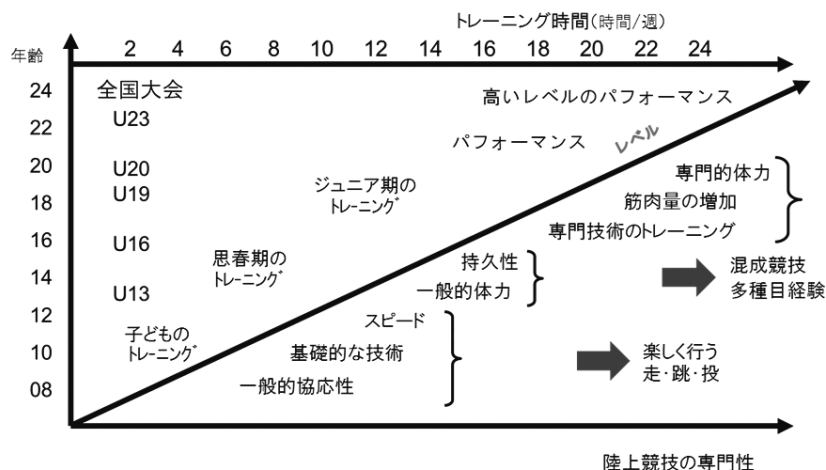 トレーニング時間(時間/週)
2 4 6 8 10 12 14 16 18 20 22 24
年齢
24
22
20
18
16
14
12
10
08
全国大会
U23
U20
U19
U16
U13
高いレベルのパフォーマンス
パフォーマンス
レベル
ジュニア期の
トレーニング
思春期の
トレーニング
子どもの
トレーニング
専門的体力
筋肉量の増加
専門技術のトレーニング
持久性
一般的体力
混成競技
多種目経験
スピード
基礎的な技術
一般的協応性
楽しく行う
走・跳・投
陸上競技の専門性